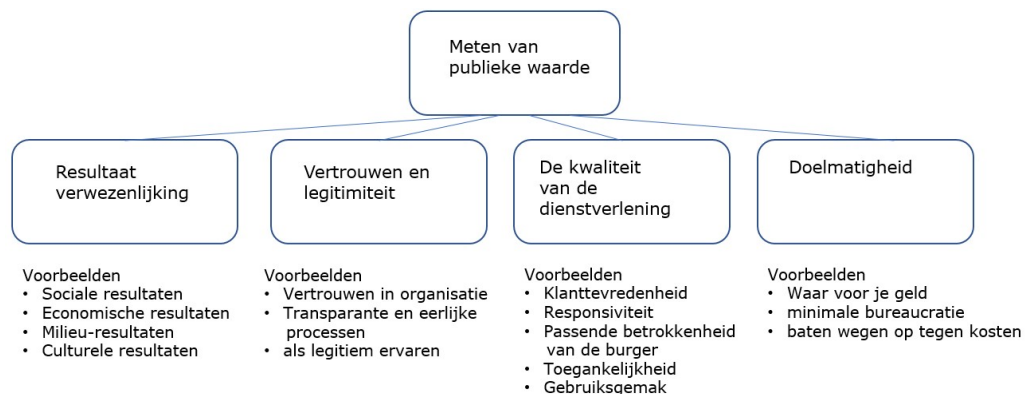 Meten van
publieke waarde
Resultaat
verwezenlijking
Vertrouwen en
legitimiteit
De kwaliteit
van de
dienstverlening
Doelmatigheid
Voorbeelden
• Sociale resultaten
• Economische resultaten
• Milieu-resultaten
• Culturele resultaten
Voorbeelden
• Vertrouwen in organisatie
• Transparante en eerlijke
processen
• als legitiem ervaren
Voorbeelden
• Klanttevredenheid
• Responsiviteit
• Passende betrokkenheid
van de burger
• Toegankelijkheid
• Gebruiksgemak
Voorbeelden
• Waar voor je geld
• minimale bureaucratie
• baten wegen op tegen kosten